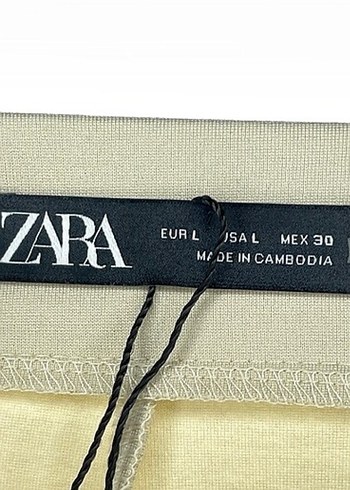 ZARA
EUR L USA L MEX 30
MADE IN CAMBODIA